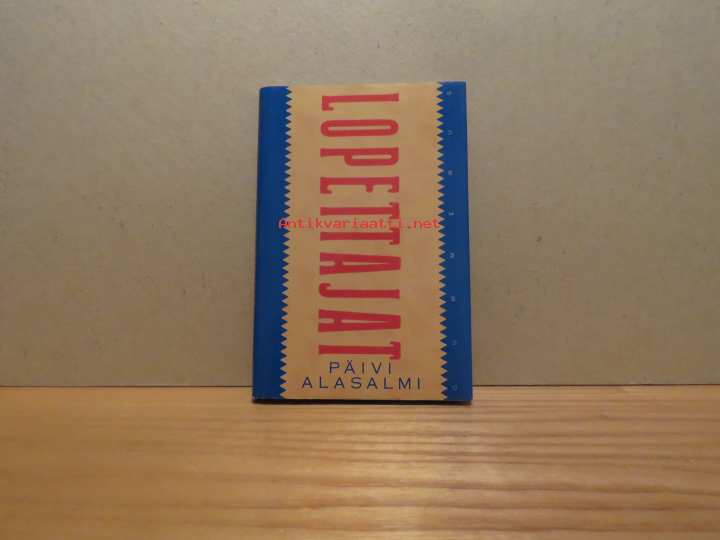 LOPETTAJAT
Antikvariaatti.net
PÄIVI
ALASALMI